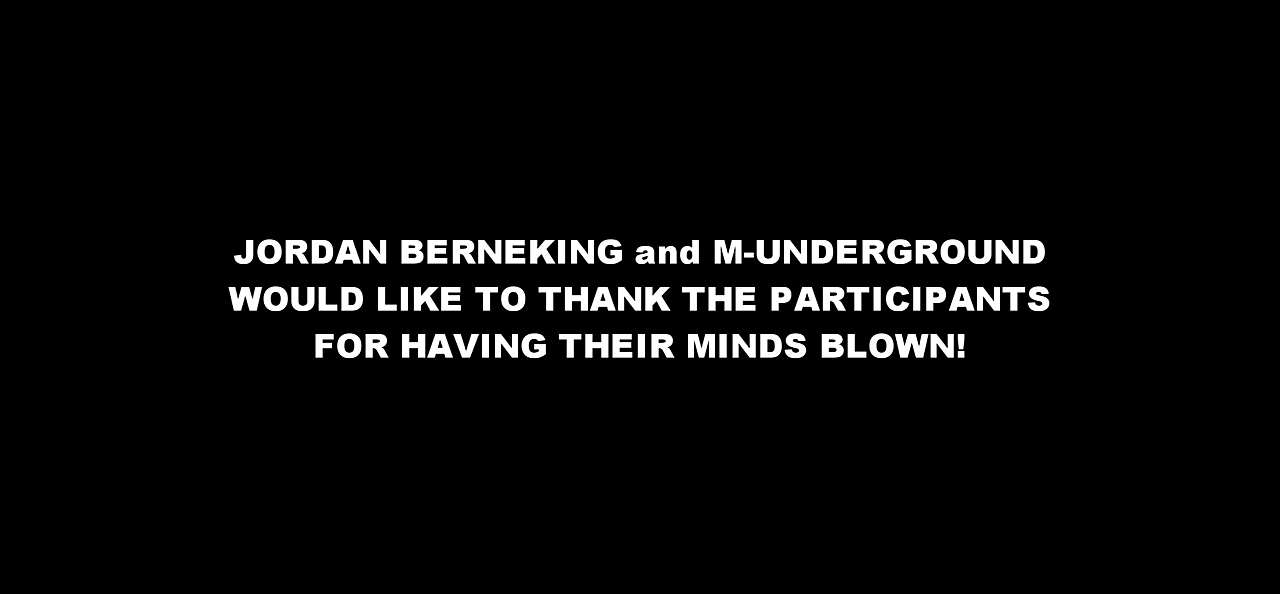 JORDAN BERNEKING and M-UNDERGROUND
WOULD LIKE TO THANK THE PARTICIPANTS
FOR HAVING THEIR MINDS BLOWN!